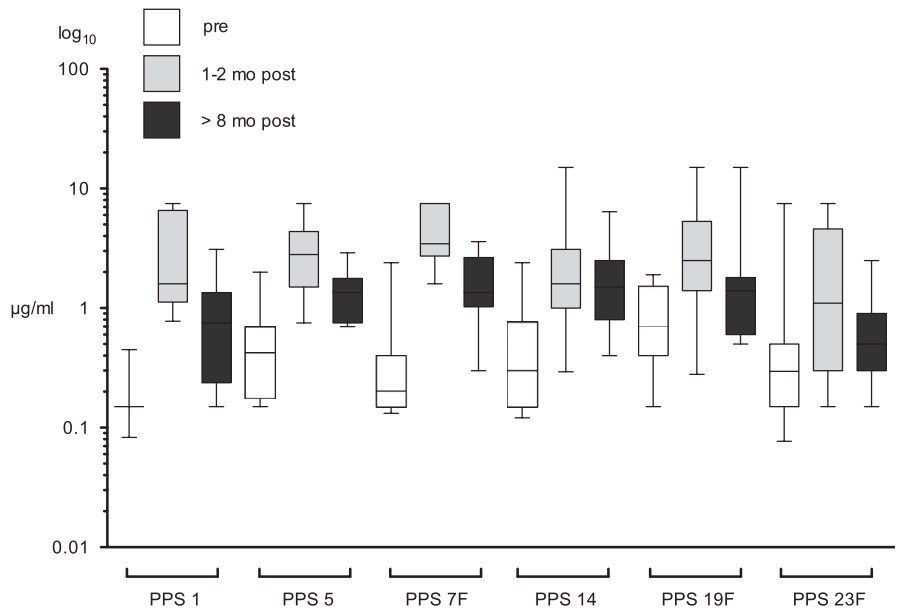 log10
pre
1-2 mo post
> 8 mo post
100
10
1
µg/ml
0.1
0.01
PPS 1 PPS 5 PPS 7F PPS 14 PPS 19F PPS 23F